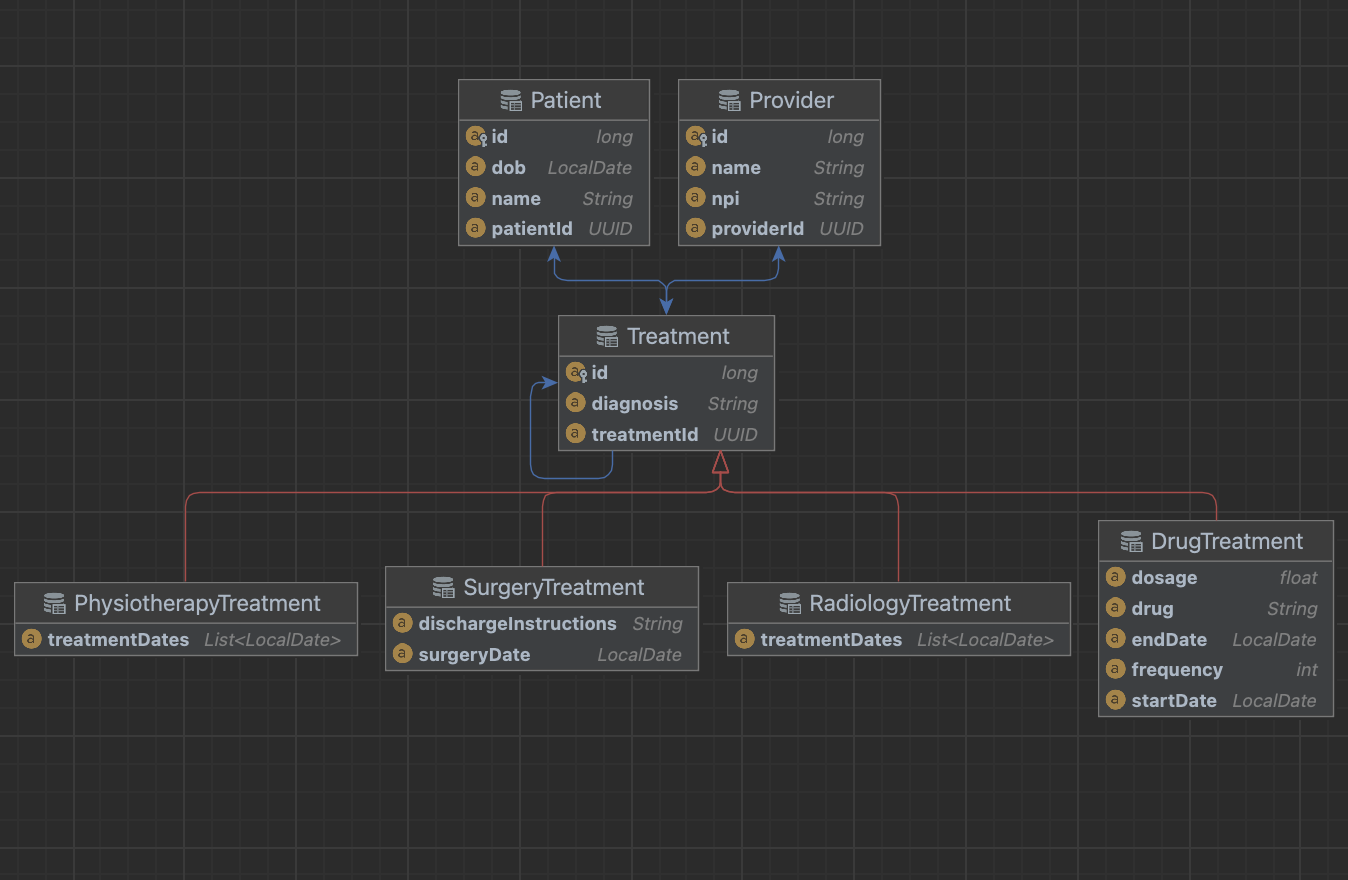 Patient
id long
dob LocalDate
name String
patientId UUID
Provider
id long
name String
npi String
providerId UUID
Treatment
id long
diagnosis String
treatmentId UUID
PhysiotherapyTreatment
treatmentDates List<LocalDate>
SurgeryTreatment
dischargeInstructions String
surgeryDate LocalDate
RadiologyTreatment
treatmentDates List<LocalDate>
DrugTreatment
dosage float
drug String
endDate LocalDate
frequency int
startDate LocalDate